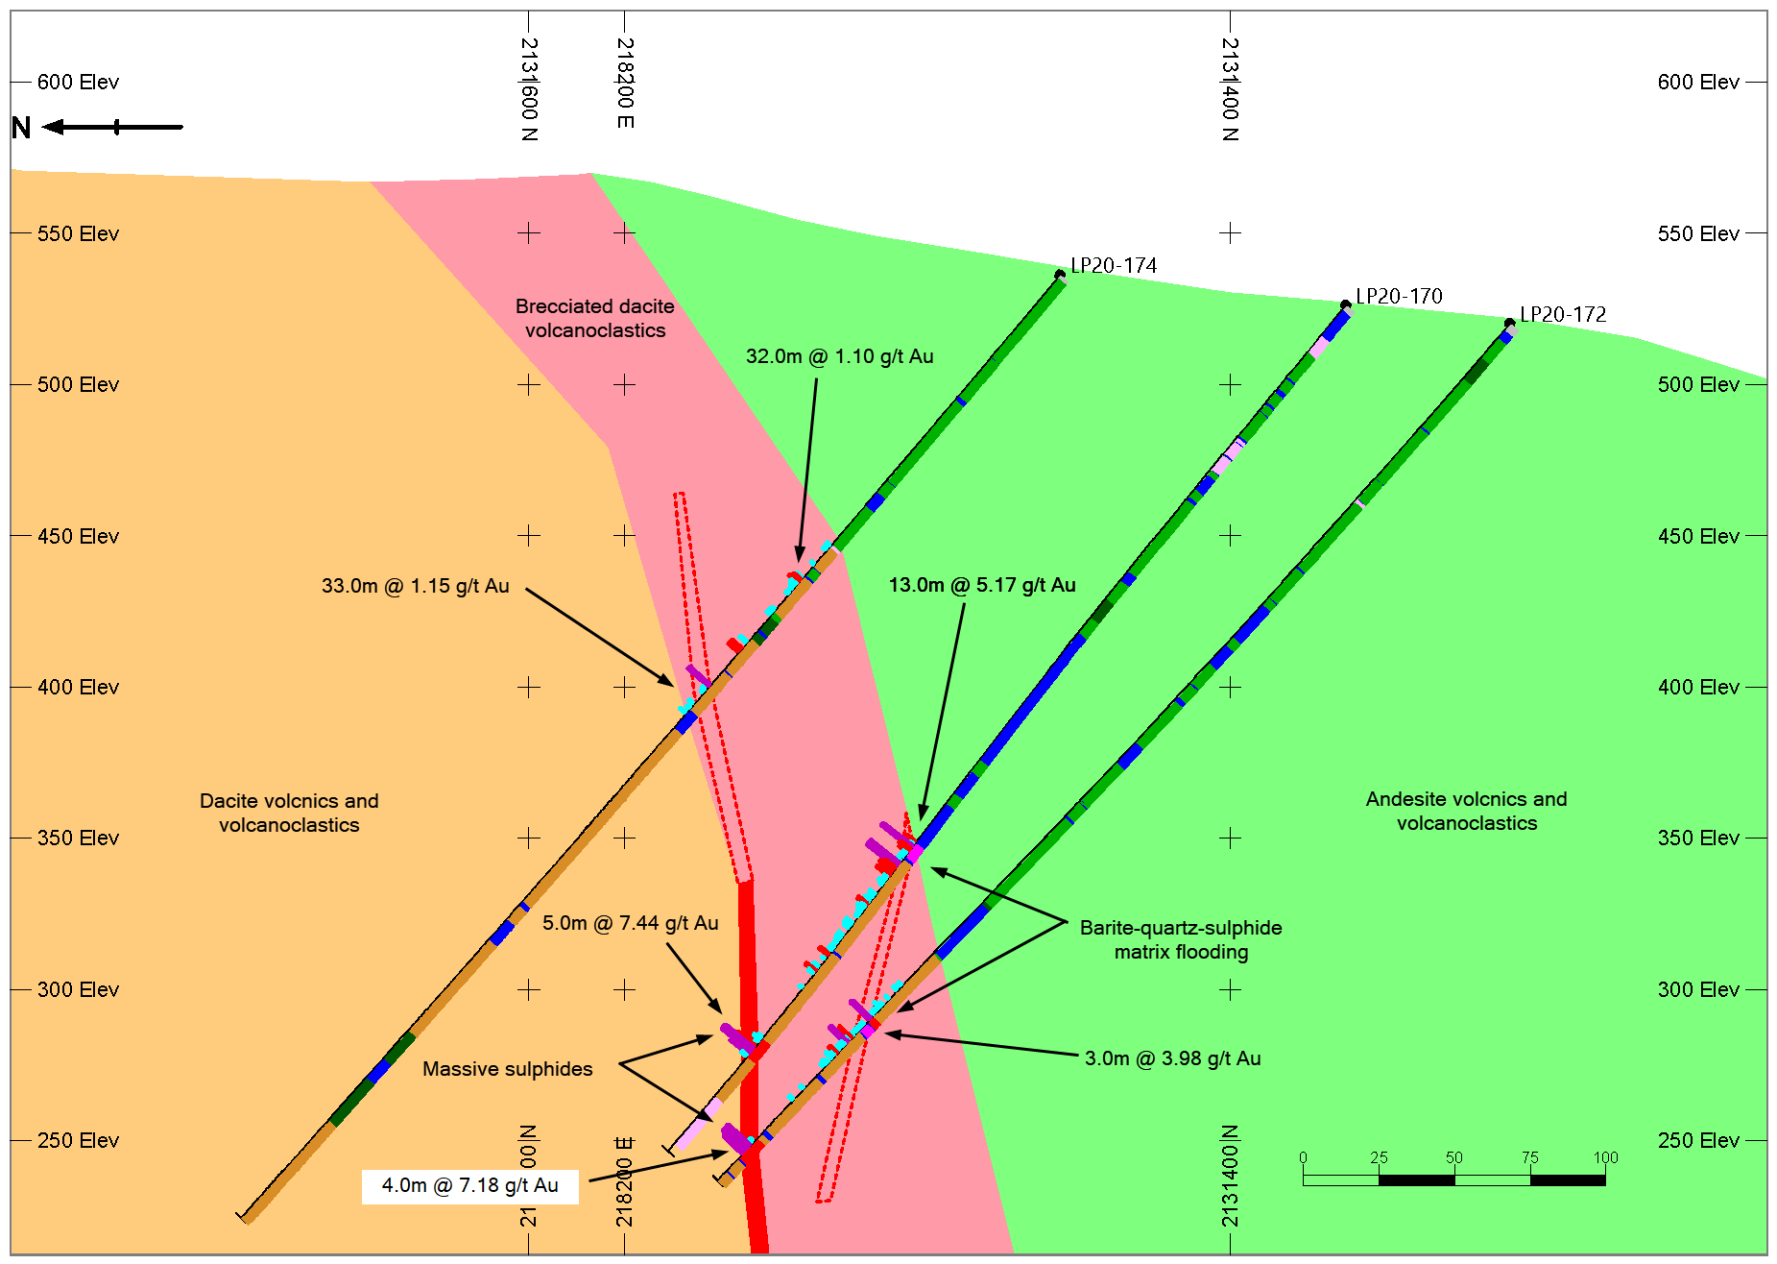 2131600 N
218200 E
2131400 N
600 Elev
600 Elev
N
550 Elev
550 Elev
LP20-174
LP20-170
LP20-172
Brecciated dacite
volcanoclastics
32.0m @ 1.10 g/t Au
500 Elev
500 Elev
450 Elev
450 Elev
33.0m @ 1.15 g/t Au
13.0m @ 5.17 g/t Au
400 Elev
400 Elev
Dacite volcnics and
volcanoclastics
Andesite volcnics and
volcanoclastics
350 Elev
350 Elev
5.0m @ 7.44 g/t Au
Barite-quartz-sulphide
matrix flooding
300 Elev
300 Elev
Massive sulphides
3.0m @ 3.98 g/t Au
250 Elev
250 Elev
4.0m @ 7.18 g/t Au
2131600 N
218200 E
2131400 N
0 25 50 75 100